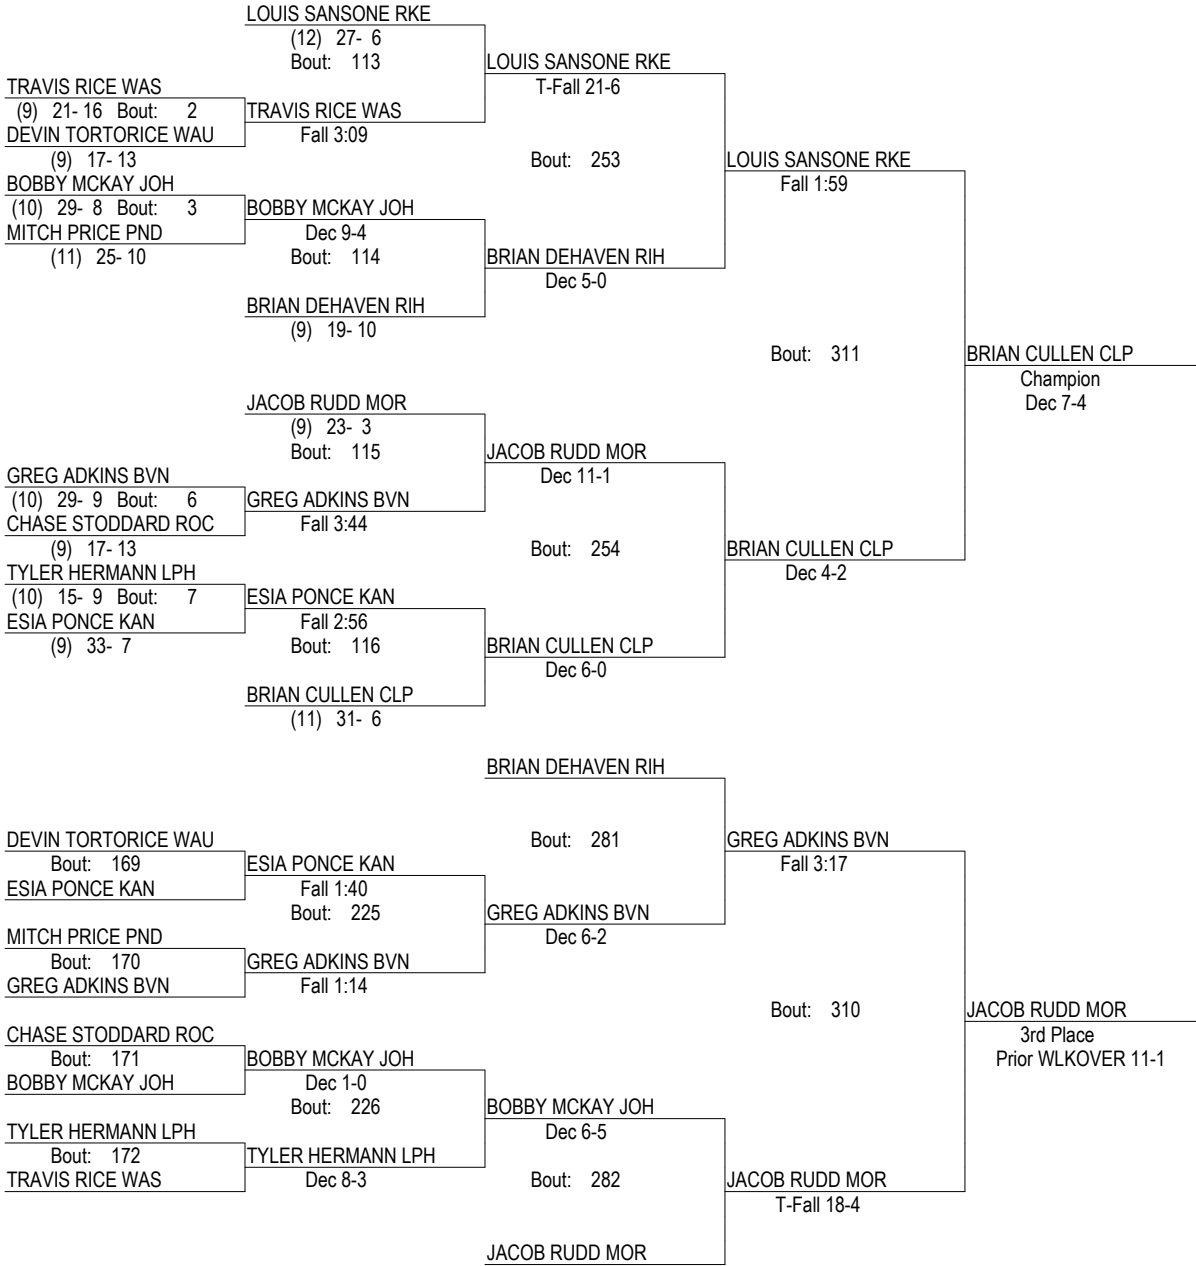 LOUIS SANSONE RKE
(12) 27- 6
Bout: 113
LOUIS SANSONE RKE
T-Fall 21-6
TRAVIS RICE WAS
(9) 21- 16 Bout: 2
TRAVIS RICE WAS
Fall 3:09
DEVIN TORTORICE WAU
(9) 17- 13
Bout: 253
LOUIS SANSONE RKE
Fall 1:59
BOBBY MCKAY JOH
(10) 29- 8 Bout: 3
BOBBY MCKAY JOH
Dec 9-4
MITCH PRICE PND
(11) 25- 10
Bout: 114
BRIAN DEHAVEN RIH
Dec 5-0
BRIAN DEHAVEN RIH
(9) 19- 10
Bout: 311
BRIAN CULLEN CLP
Champion
Dec 7-4
JACOB RUDD MOR
(9) 23- 3
Bout: 115
JACOB RUDD MOR
Dec 11-1
GREG ADKINS BVN
(10) 29- 9 Bout: 6
GREG ADKINS BVN
Fall 3:44
CHASE STODDARD ROC
(9) 17- 13
Bout: 254
BRIAN CULLEN CLP
Dec 4-2
TYLER HERMANN LPH
(10) 15- 9 Bout: 7
ESIA PONCE KAN
Fall 2:56
ESIA PONCE KAN
(9) 33- 7
Bout: 116
BRIAN CULLEN CLP
Dec 6-0
BRIAN CULLEN CLP
(11) 31- 6
BRIAN DEHAVEN RIH
Bout: 281
GREG ADKINS BVN
Fall 3:17
DEVIN TORTORICE WAU
Bout: 169
ESIA PONCE KAN
Fall 1:40
ESIA PONCE KAN
Bout: 225
GREG ADKINS BVN
Dec 6-2
MITCH PRICE PND
Bout: 170
GREG ADKINS BVN
Fall 1:14
GREG ADKINS BVN
Bout: 310
JACOB RUDD MOR
3rd Place
Prior WLKOVER 11-1
CHASE STODDARD ROC
Bout: 171
BOBBY MCKAY JOH
Dec 1-0
BOBBY MCKAY JOH
Bout: 226
BOBBY MCKAY JOH
Dec 6-5
TYLER HERMANN LPH
Bout: 172
TYLER HERMANN LPH
Dec 8-3
TRAVIS RICE WAS
Bout: 282
JACOB RUDD MOR
T-Fall 18-4
JACOB RUDD MOR